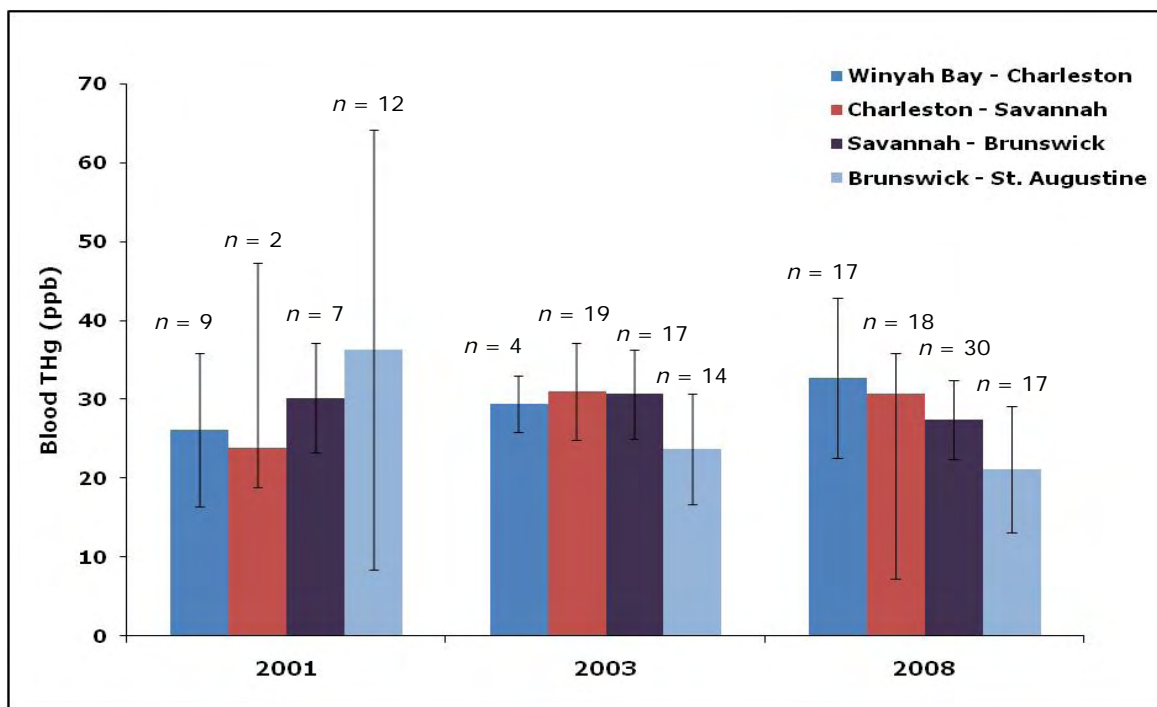 70
60
50
40
30
20
10
0
Blood THg (ppb)
n = 9
n = 2
n = 7
n = 12
n = 4
n = 19
n = 17
n = 14
n = 17
n = 18
n = 30
n = 17
Winyah Bay - Charleston
Charleston - Savannah
Savannah - Brunswick
Brunswick - St. Augustine
2001
2003
2008